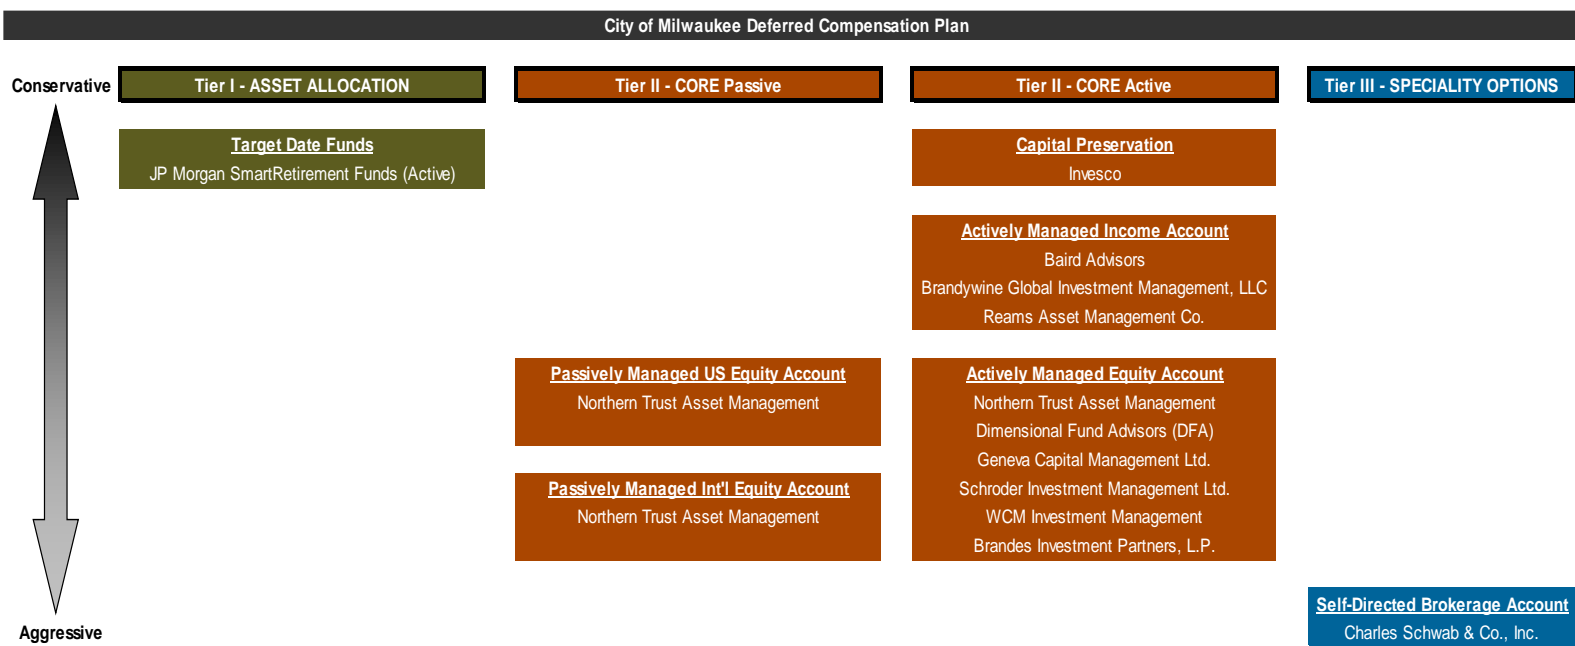 City of Milwaukee Deferred Compensation Plan
Conservative
Tier I - ASSET ALLOCATION
Tier II - CORE Passive
Tier II - CORE Active
Tier III - SPECIALITY OPTIONS
Target Date Funds
JP Morgan SmartRetirement Funds (Active)
Capital Preservation
Invesco
Actively Managed Income Account
Baird Advisors
Brandywine Global Investment Management, LLC
Reams Asset Management Co.
Passively Managed US Equity Account
Northern Trust Asset Management
Passively Managed Int'l Equity Account
Northern Trust Asset Management
Actively Managed Equity Account
Northern Trust Asset Management
Dimensional Fund Advisors (DFA)
Geneva Capital Management Ltd.
Schroder Investment Management Ltd.
WCM Investment Management
Brandes Investment Partners, L.P.
Self-Directed Brokerage Account
Charles Schwab & Co., Inc.
Aggressive